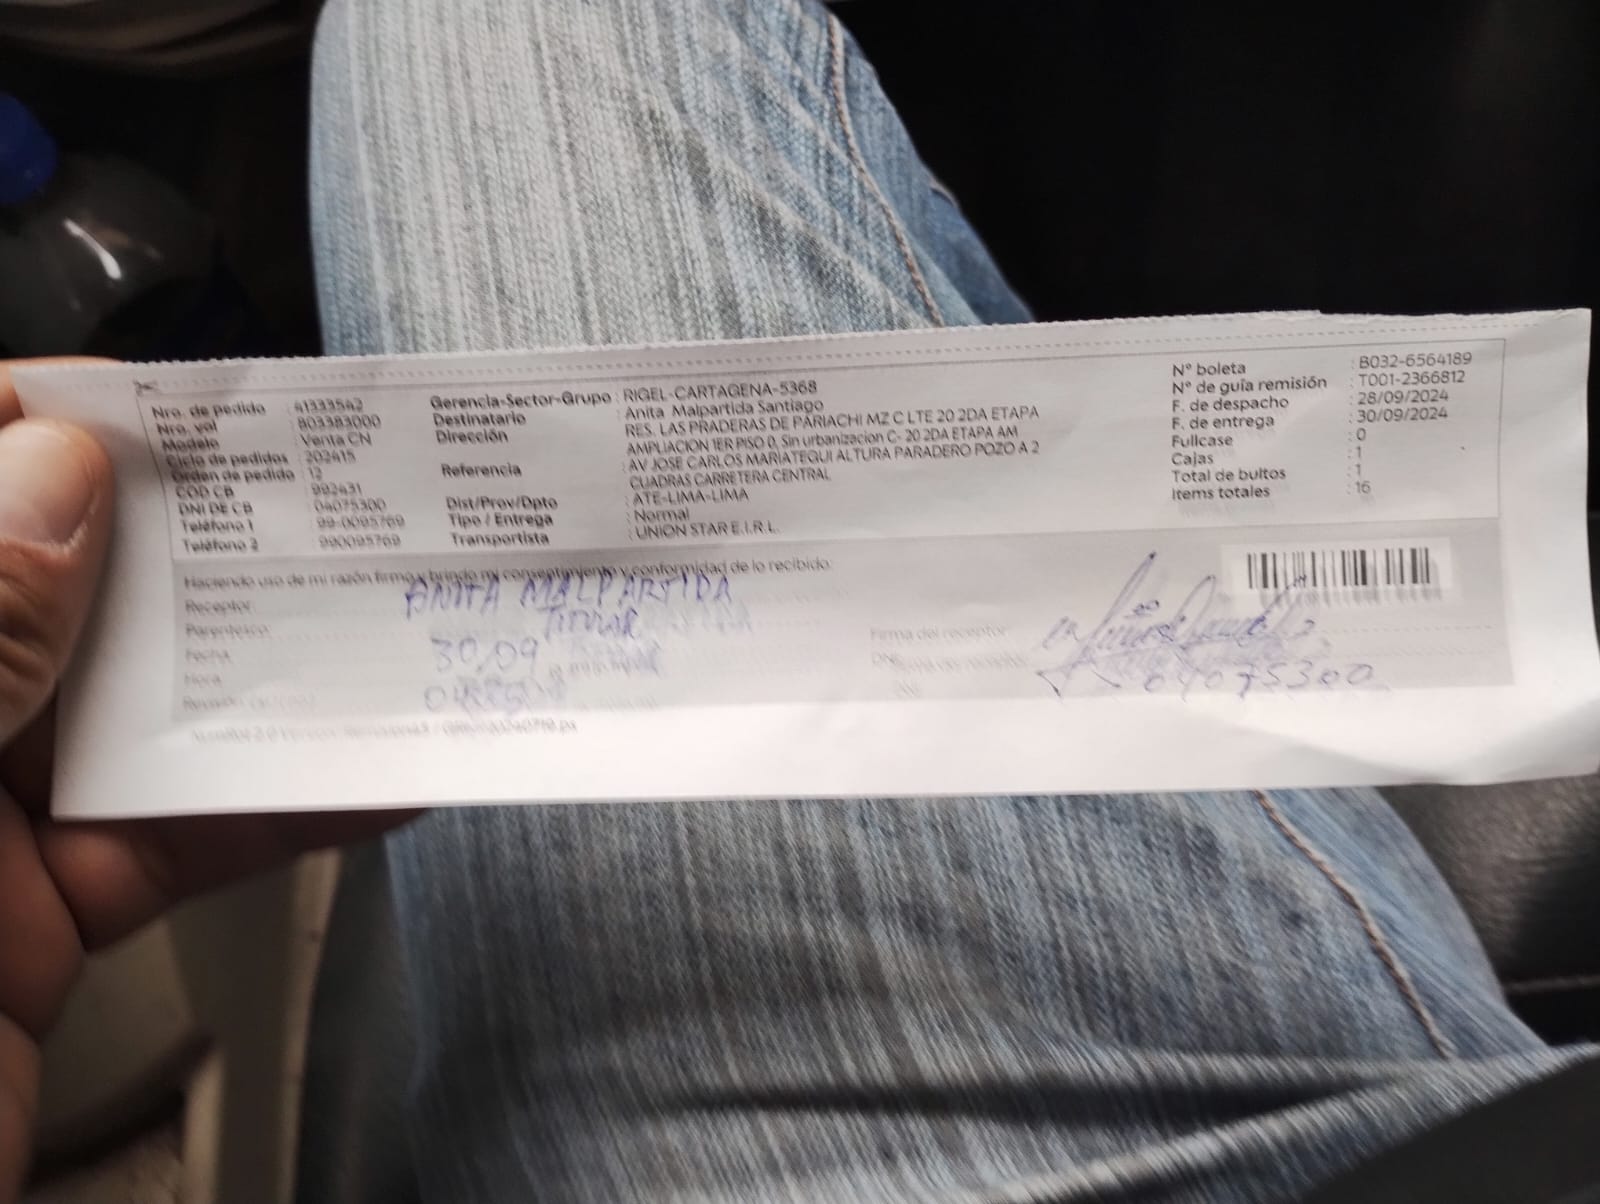 Nro. de pedido : 41333542
Nro. vol : 803383000
Modelo : Venta CN
Ciclo de pedidos : 202415
Orden de pedido : 12
COD CB : 992431
DNI DE CB : 04075300
Teléfono 1 : 99-0095769
Teléfono 2 : 990095769
Gerencia-Sector-Grupo : RIGEL-CARTAGENA-5368
Destinatario : Anita Malpartida Santiago
Dirección : RES. LAS PRADERAS DE PARIACHI MZ C LTE 20 2DA ETAPA
AMPLIACION 1ER PISO 0, Sin urbanizacion C- 20 2DA ETAPA AM
Referencia : AV JOSE CARLOS MARIATEGUI ALTURA PARADERO POZO A 2
CUADRAS CARRETERA CENTRAL
Dist/Prov/Dpto : ATE-LIMA-LIMA
Tipo / Entrega : Normal
Transportista : UNION STAR E.I.R.L.
N° boleta : B032-6564189
N° de guía remisión : T001-2366812
F. de despacho : 28/09/2024
F. de entrega : 30/09/2024
Fullcase : 0
Cajas : 1
Total de bultos : 1
Items totales : 16
Haciendo uso de mi razón firmo y brindo mi consentimiento y conformidad de lo recibido:
Receptor: ANITA MALPARTIDA
Parentesco: Titular
Fecha: 30/09
Hora:
Firma del receptor:
04075300